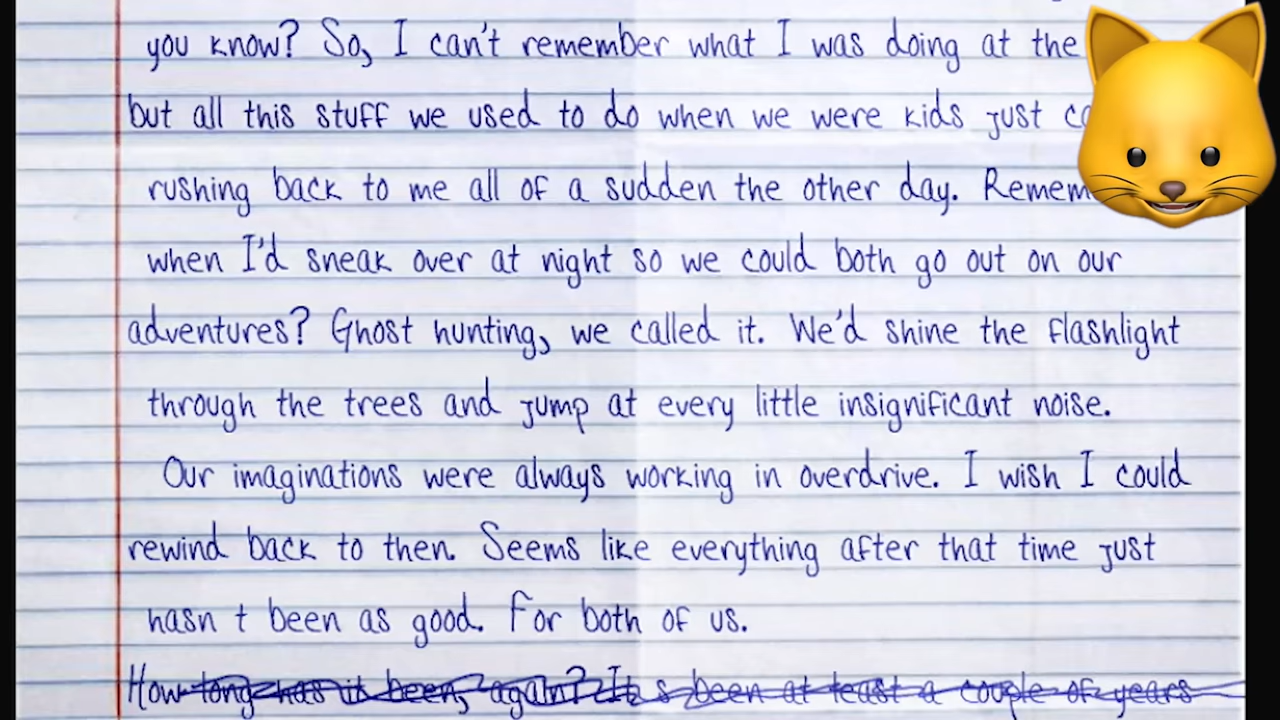 you know? So, I can't remember what I was doing at the
but all this stuff we used to do when we were kids just
rushing back to me all of a sudden the other day.
when I'd sneak over at night so we could both go out on our
adventures? Ghost hunting, we called it. We'd shine the flashlight
through the trees and jump at every little insignificant noise.
Our imaginations were always working in overdrive. I wish I could
rewind back to then. Seems like everything after that time just
hasn t been as good. For both of us.
How long has it been, again? It s been at least a couple of years